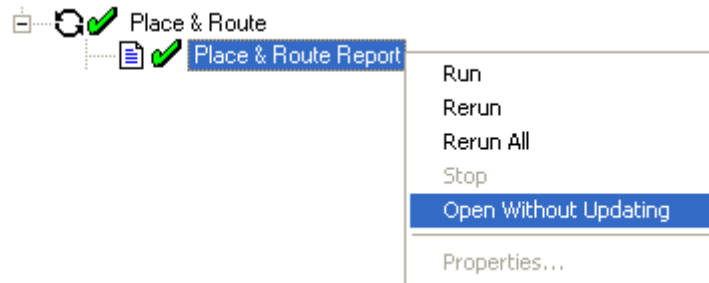 Place & Route
Place & Route Report
Run
Rerun
Rerun All
Stop
Open Without Updating
Properties...